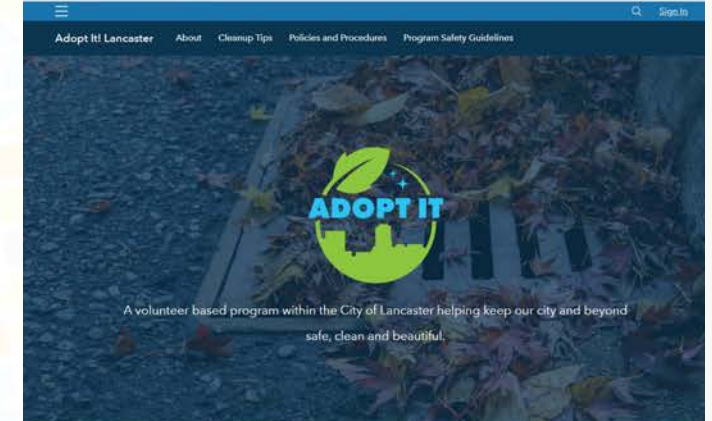 Sign In
Adopt It! Lancaster About Cleanup Tips Policies and Procedures Program Safety Guidelines
ADOPT IT
A volunteer based program within the City of Lancaster helping keep our city and beyond
safe, clean and beautiful.